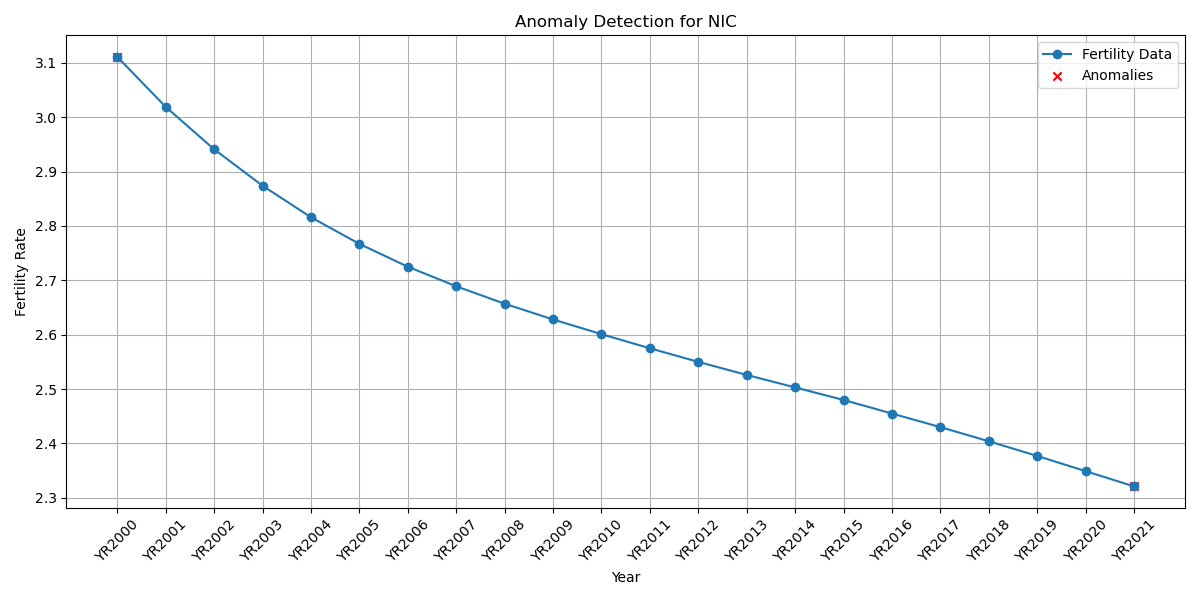 Anomaly Detection for NIC
Fertility Data
Anomalies
Fertility Rate
3.1
3.0
2.9
2.8
2.7
2.6
2.5
2.4
2.3
YR2000
YR2001
YR2002
YR2003
YR2004
YR2005
YR2006
YR2007
YR2008
YR2009
YR2010
YR2011
YR2012
YR2013
YR2014
YR2015
YR2016
YR2017
YR2018
YR2019
YR2020
YR2021
Year